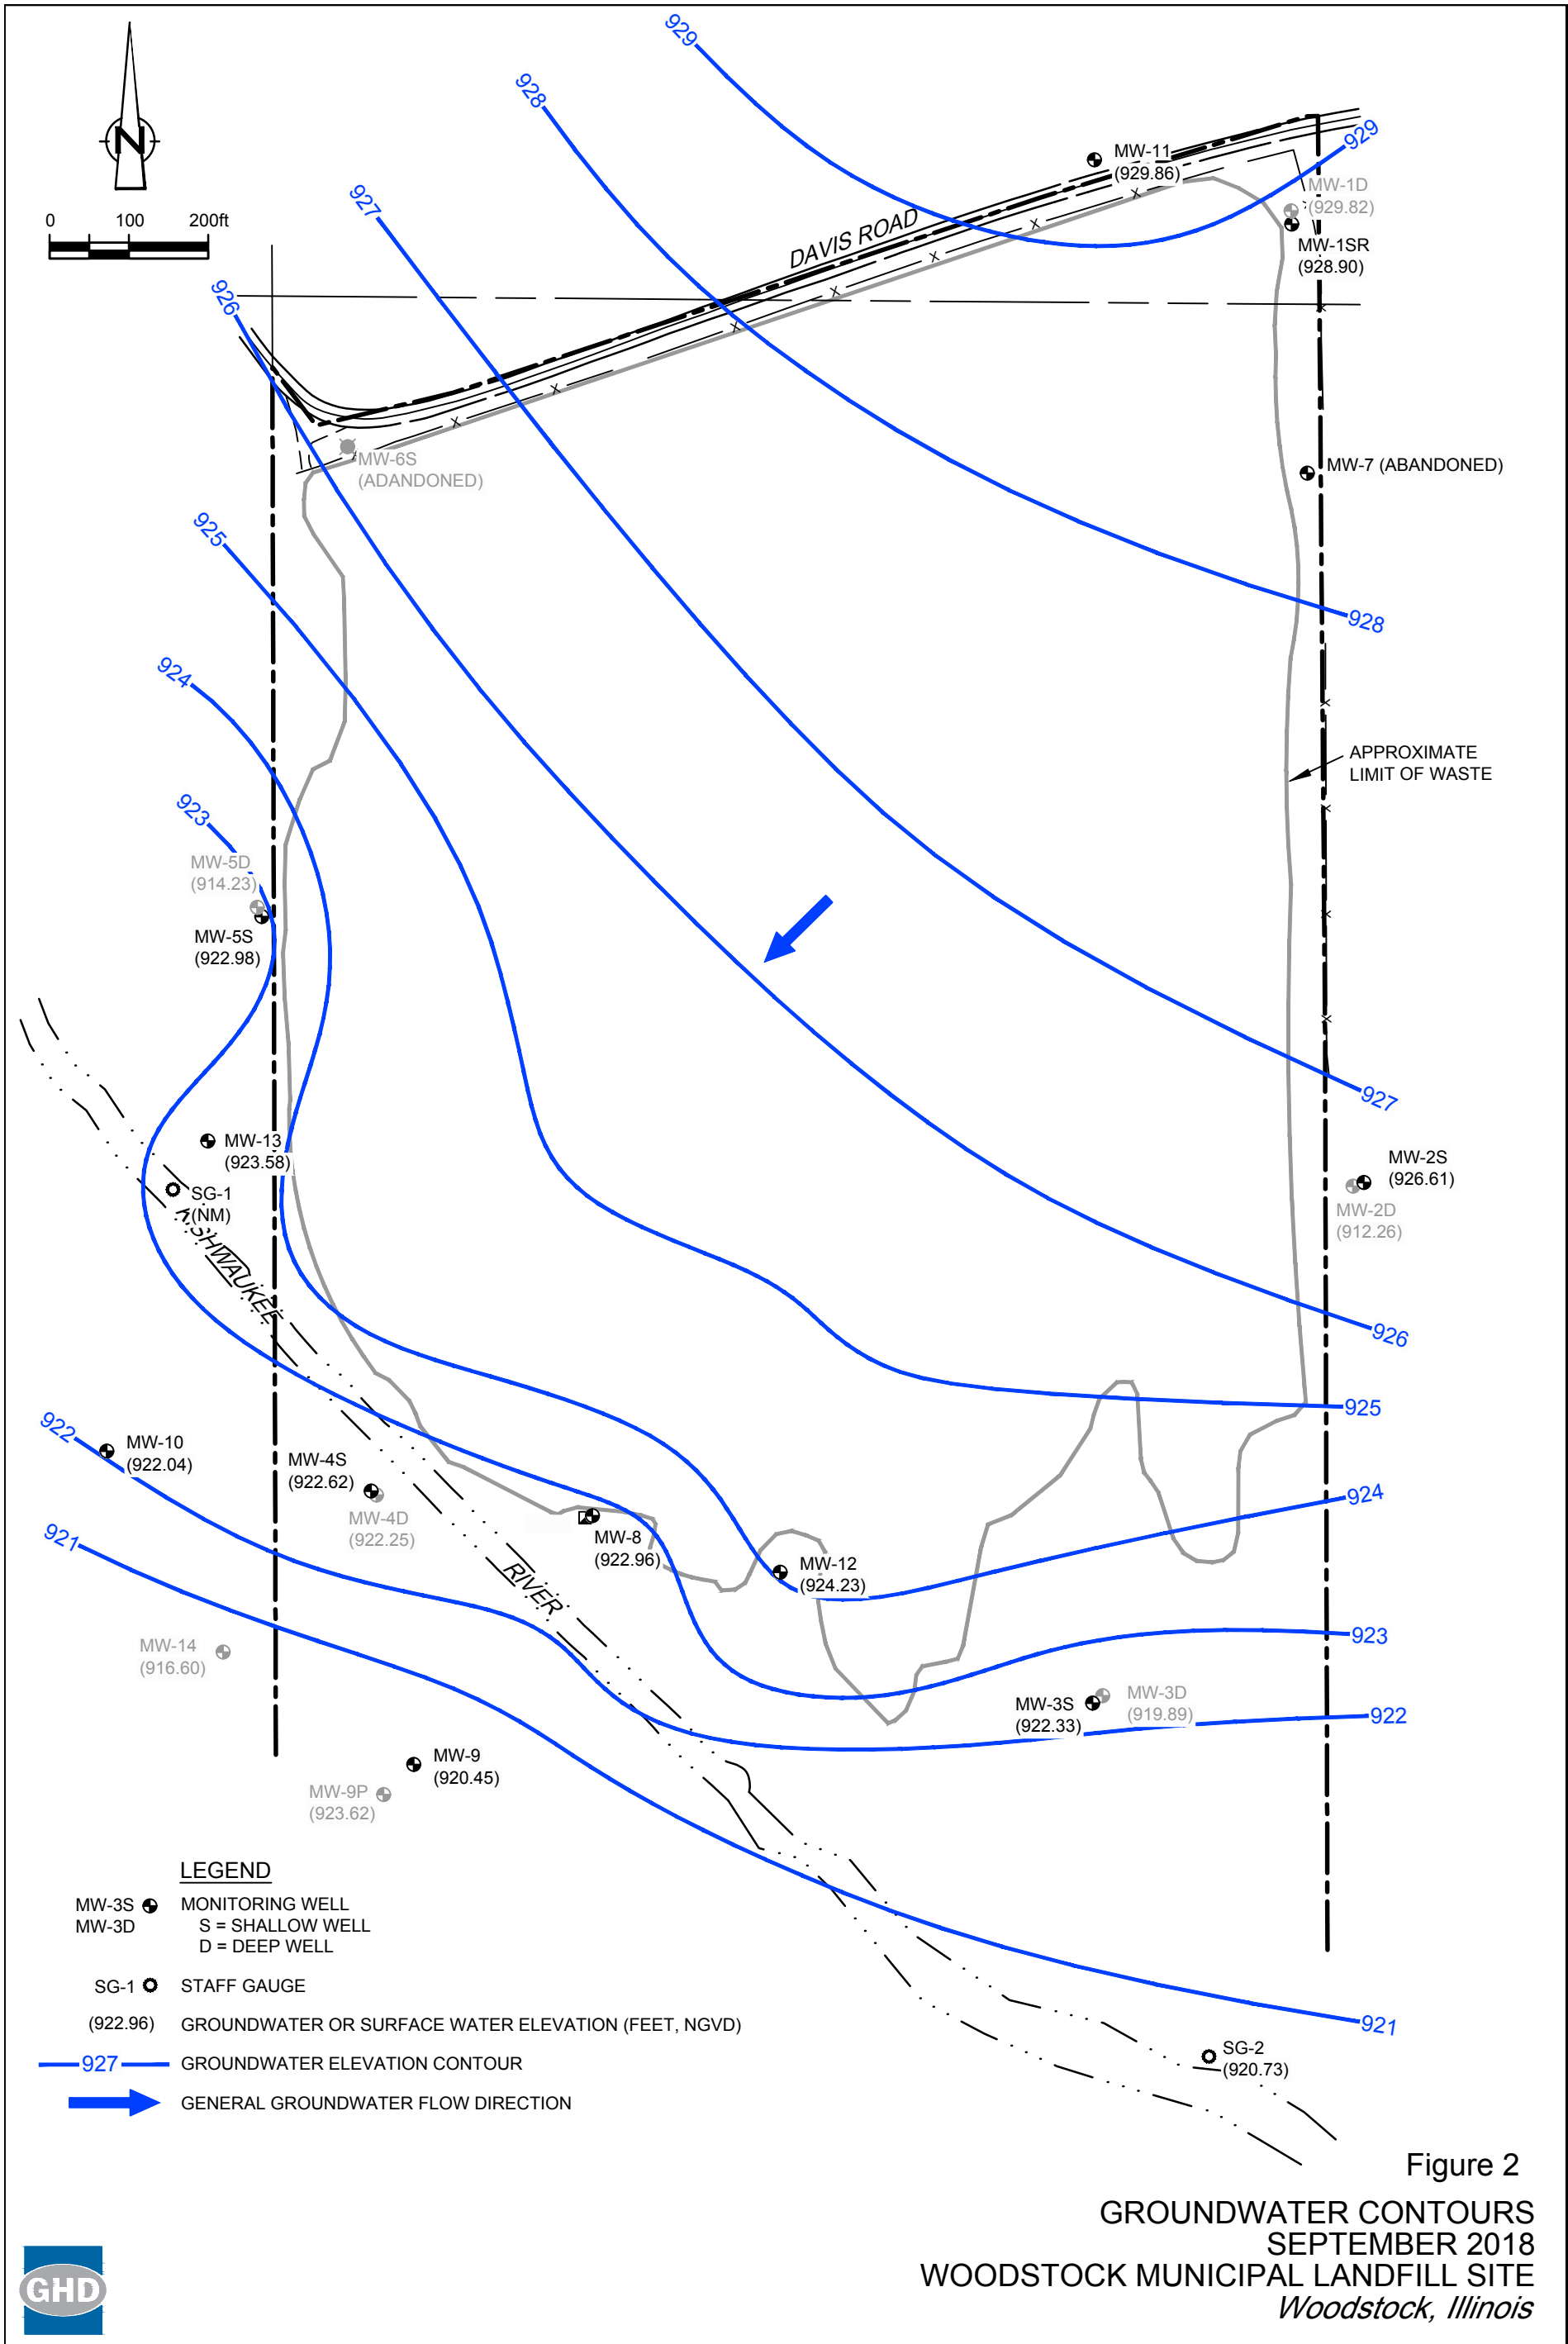 929
928
929
MW-11
(929.86)
MW-1D
(929.82)
N
927
0 100 200ft
DAVIS ROAD
MW-1SR
(928.90)
926
MW-6S
(ADANDONED)
MW-7 (ABANDONED)
925
928
924
APPROXIMATE
LIMIT OF WASTE
923
MW-5D
(914.23)
MW-5S
(922.98)
927
MW-13
(923.58)
MW-2S
(926.61)
SG-1
(NM)
MW-2D
(912.26)
KISHWAUKEE
926
925
922
MW-10
(922.04)
MW-4S
(922.62)
924
MW-4D
(922.25)
921
MW-8
(922.96)
MW-12
(924.23)
RIVER
923
MW-14
(916.60)
MW-3S
(922.33)
MW-3D
(919.89)
922
MW-9
(920.45)
MW-9P
(923.62)
LEGEND
MW-3S MONITORING WELL
MW-3D S = SHALLOW WELL
D = DEEP WELL
SG-1 STAFF GAUGE
(922.96) GROUNDWATER OR SURFACE WATER ELEVATION (FEET, NGVD)
921
SG-2
(920.73)
927 GROUNDWATER ELEVATION CONTOUR
GENERAL GROUNDWATER FLOW DIRECTION
Figure 2
GROUNDWATER CONTOURS
SEPTEMBER 2018
WOODSTOCK MUNICIPAL LANDFILL SITE
Woodstock, Illinois
GHD